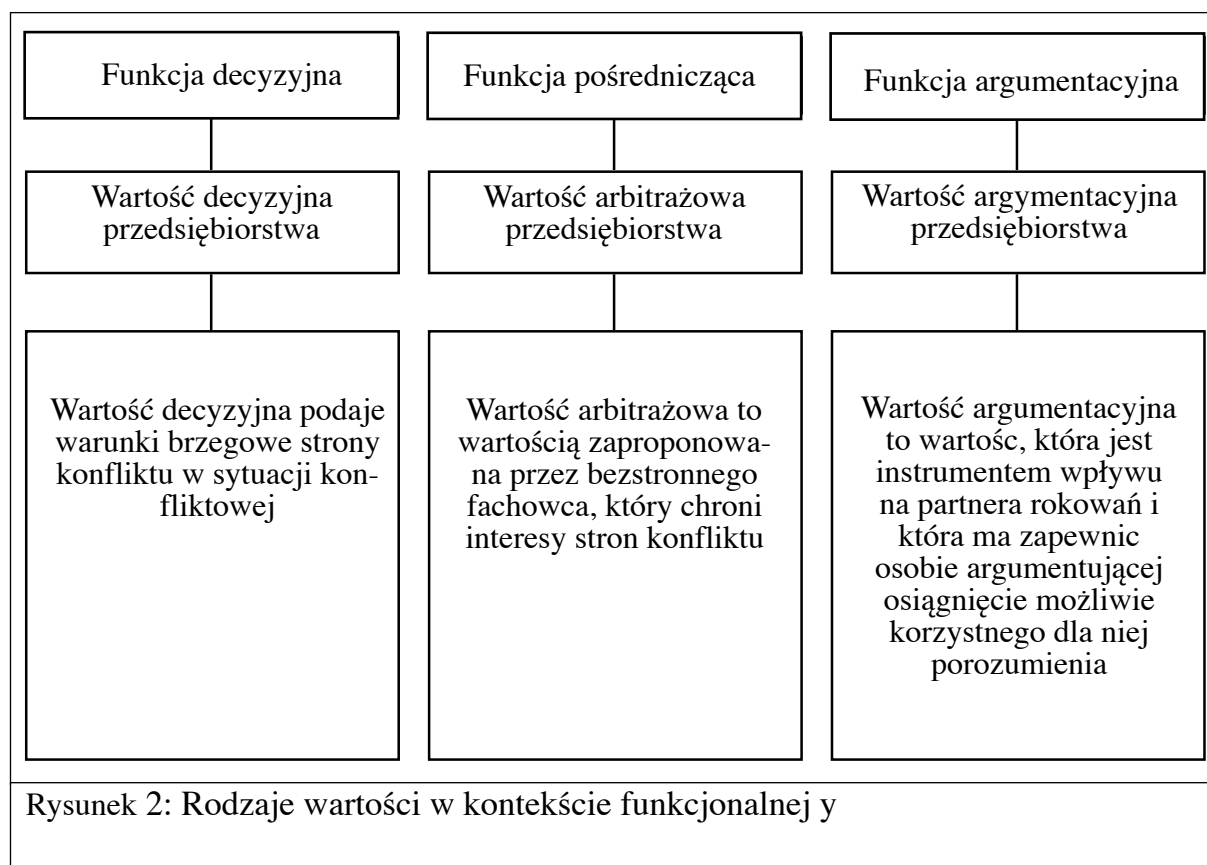 Funkcja decyzyjna
Funkcja pośrednicząca
Funkcja argumentacyjna
Wartość decyzyjna
przedsiębiorstwa
Wartość arbitrażowa
przedsiębiorstwa
Wartość argymentacyjna
przedsiębiorstwa
Wartość decyzyjna podaje
warunki brzegowe strony
konfliktu w sytuacji kon-
fliktowej
Wartość arbitrażowa to
wartością zaproponowa-
na przez bezstronnego
fachowca, który chroni
interesy stron konfliktu
Wartość argumentacyjna
to wartośc, która jest
instrumentem wpływu
na partnera rokowań i
która ma zapewnic
osobie argumentującej
osiągnięcie możliwie
korzystnego dla niej
porozumienia
Rysunek 2: Rodzaje wartości w kontekście funkcjonalnej y